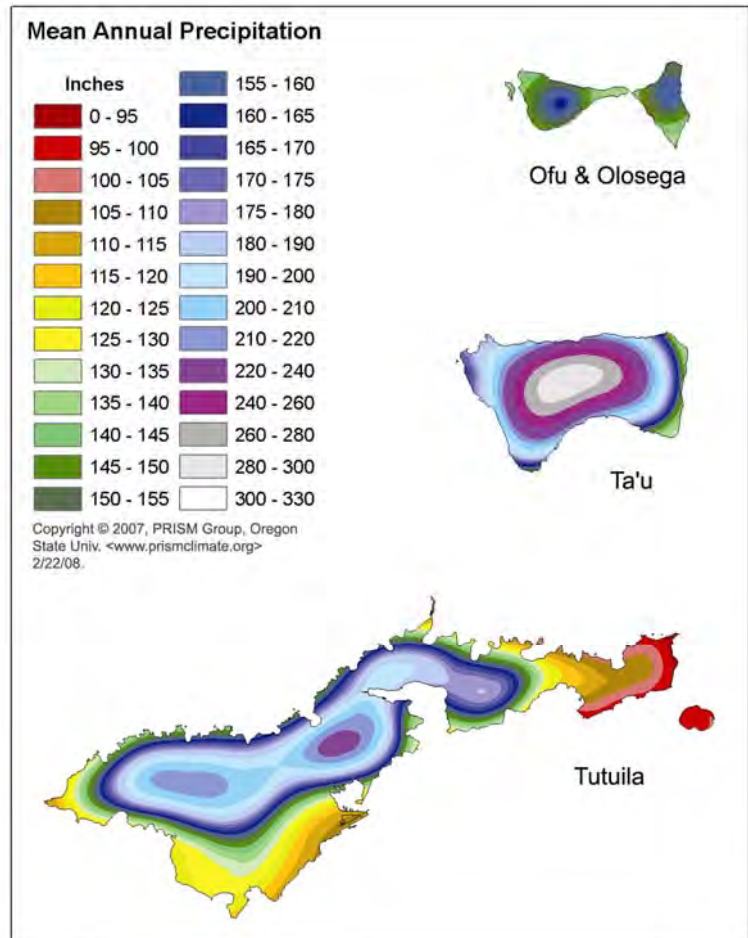 Mean Annual Precipitation
Inches
0 - 95
95 - 100
100 - 105
105 - 110
110 - 115
115 - 120
120 - 125
125 - 130
130 - 135
135 - 140
140 - 145
145 - 150
150 - 155
155 - 160
160 - 165
165 - 170
170 - 175
175 - 180
180 - 190
190 - 200
200 - 210
210 - 220
220 - 240
240 - 260
260 - 280
280 - 300
300 - 330
Copyright © 2007, PRISM Group, Oregon
State Univ. <www.prismclimate.org>
2/22/08.
Ofu & Olosega
Ta'u
Tutuila